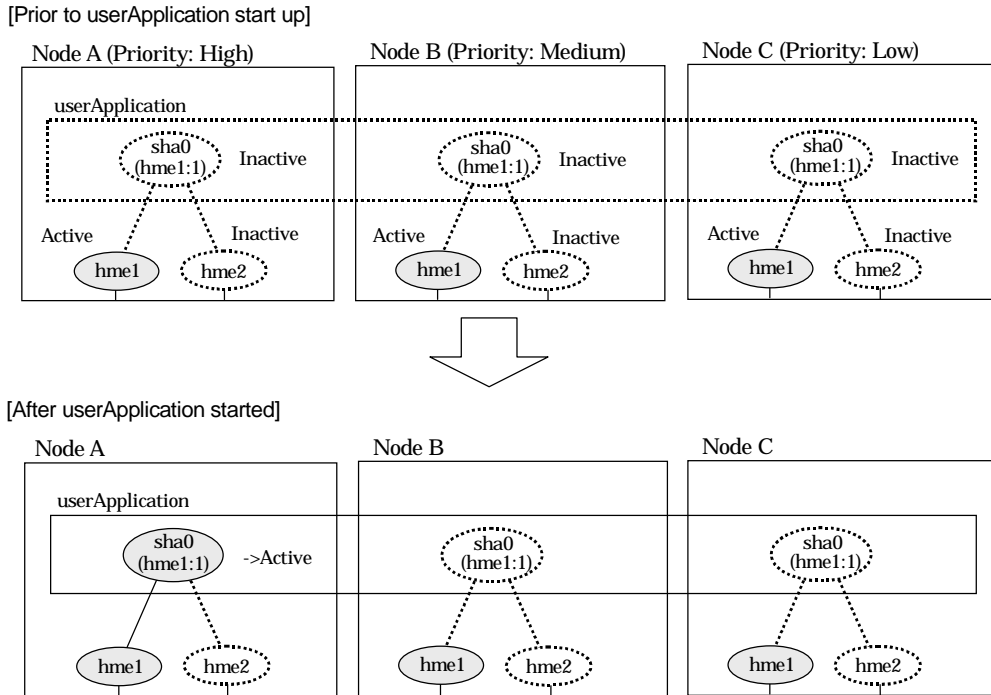 [Prior to userApplication start up]
Node A (Priority: High)
Node B (Priority: Medium)
Node C (Priority: Low)
userApplication
sha0
(hme1:1)
Inactive
sha0
(hme1:1)
Inactive
sha0
(hme1:1)
Inactive
Active
Inactive
Active
Inactive
Active
Inactive
hme1
hme2
hme1
hme2
hme1
hme2
[After userApplication started]
Node A
Node B
Node C
userApplication
sha0
(hme1:1)
->Active
sha0
(hme1:1)
sha0
(hme1:1)
hme1
hme2
hme1
hme2
hme1
hme2